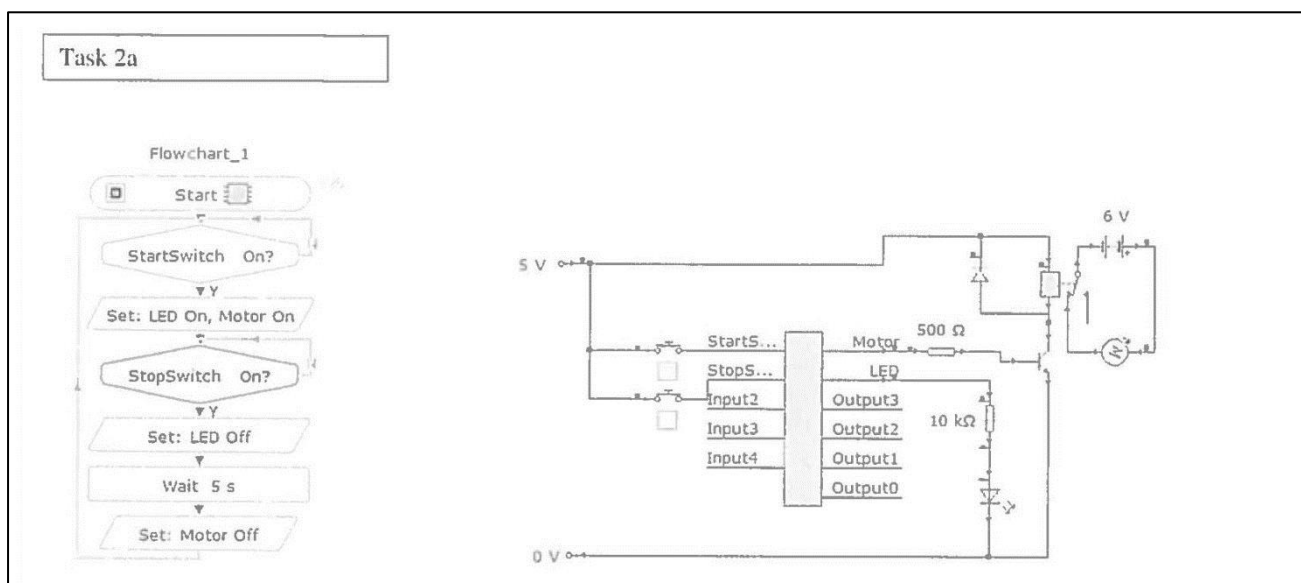 Task 2a
Flowchart_1
Start
StartSwitch On?
Y
Set: LED On, Motor On
StopSwitch On?
Y
Set: LED Off
Wait 5 s
Set: Motor Off
6 V
5 V
500 Ω
StartS...
Motor
StopS...
LED
Input2
Output3
Input3
Output2
Input4
Output1
Output0
10 kΩ
M
0 V